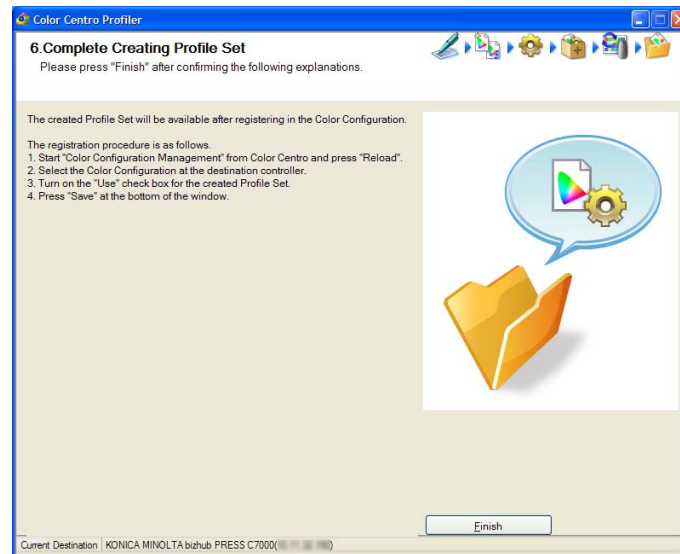 Color Centro Profiler
6.Complete Creating Profile Set
Please press "Finish" after confirming the following explanations.
The created Profile Set will be available after registering in the Color Configuration.
The registration procedure is as follows.
1. Start "Color Configuration Management" from Color Centro and press "Reload".
2. Select the Color Configuration at the destination controller.
3. Turn on the "Use" check box for the created Profile Set.
4. Press "Save" at the bottom of the window.
Finish
Current Destination KONICA MINOLTA bizhub PRESS C7000( )